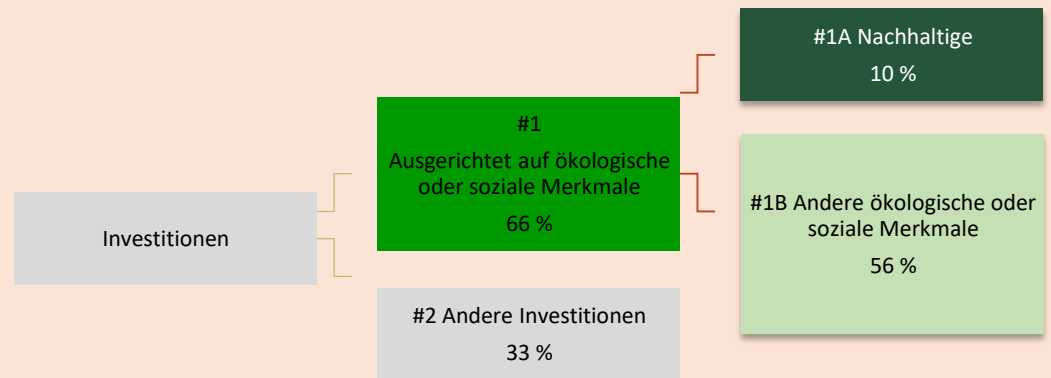 Investitionen
#1
Ausgerichtet auf ökologische
oder soziale Merkmale
66 %
#2 Andere Investitionen
33 %
#1A Nachhaltige
10 %
#1B Andere ökologische oder
soziale Merkmale
56 %